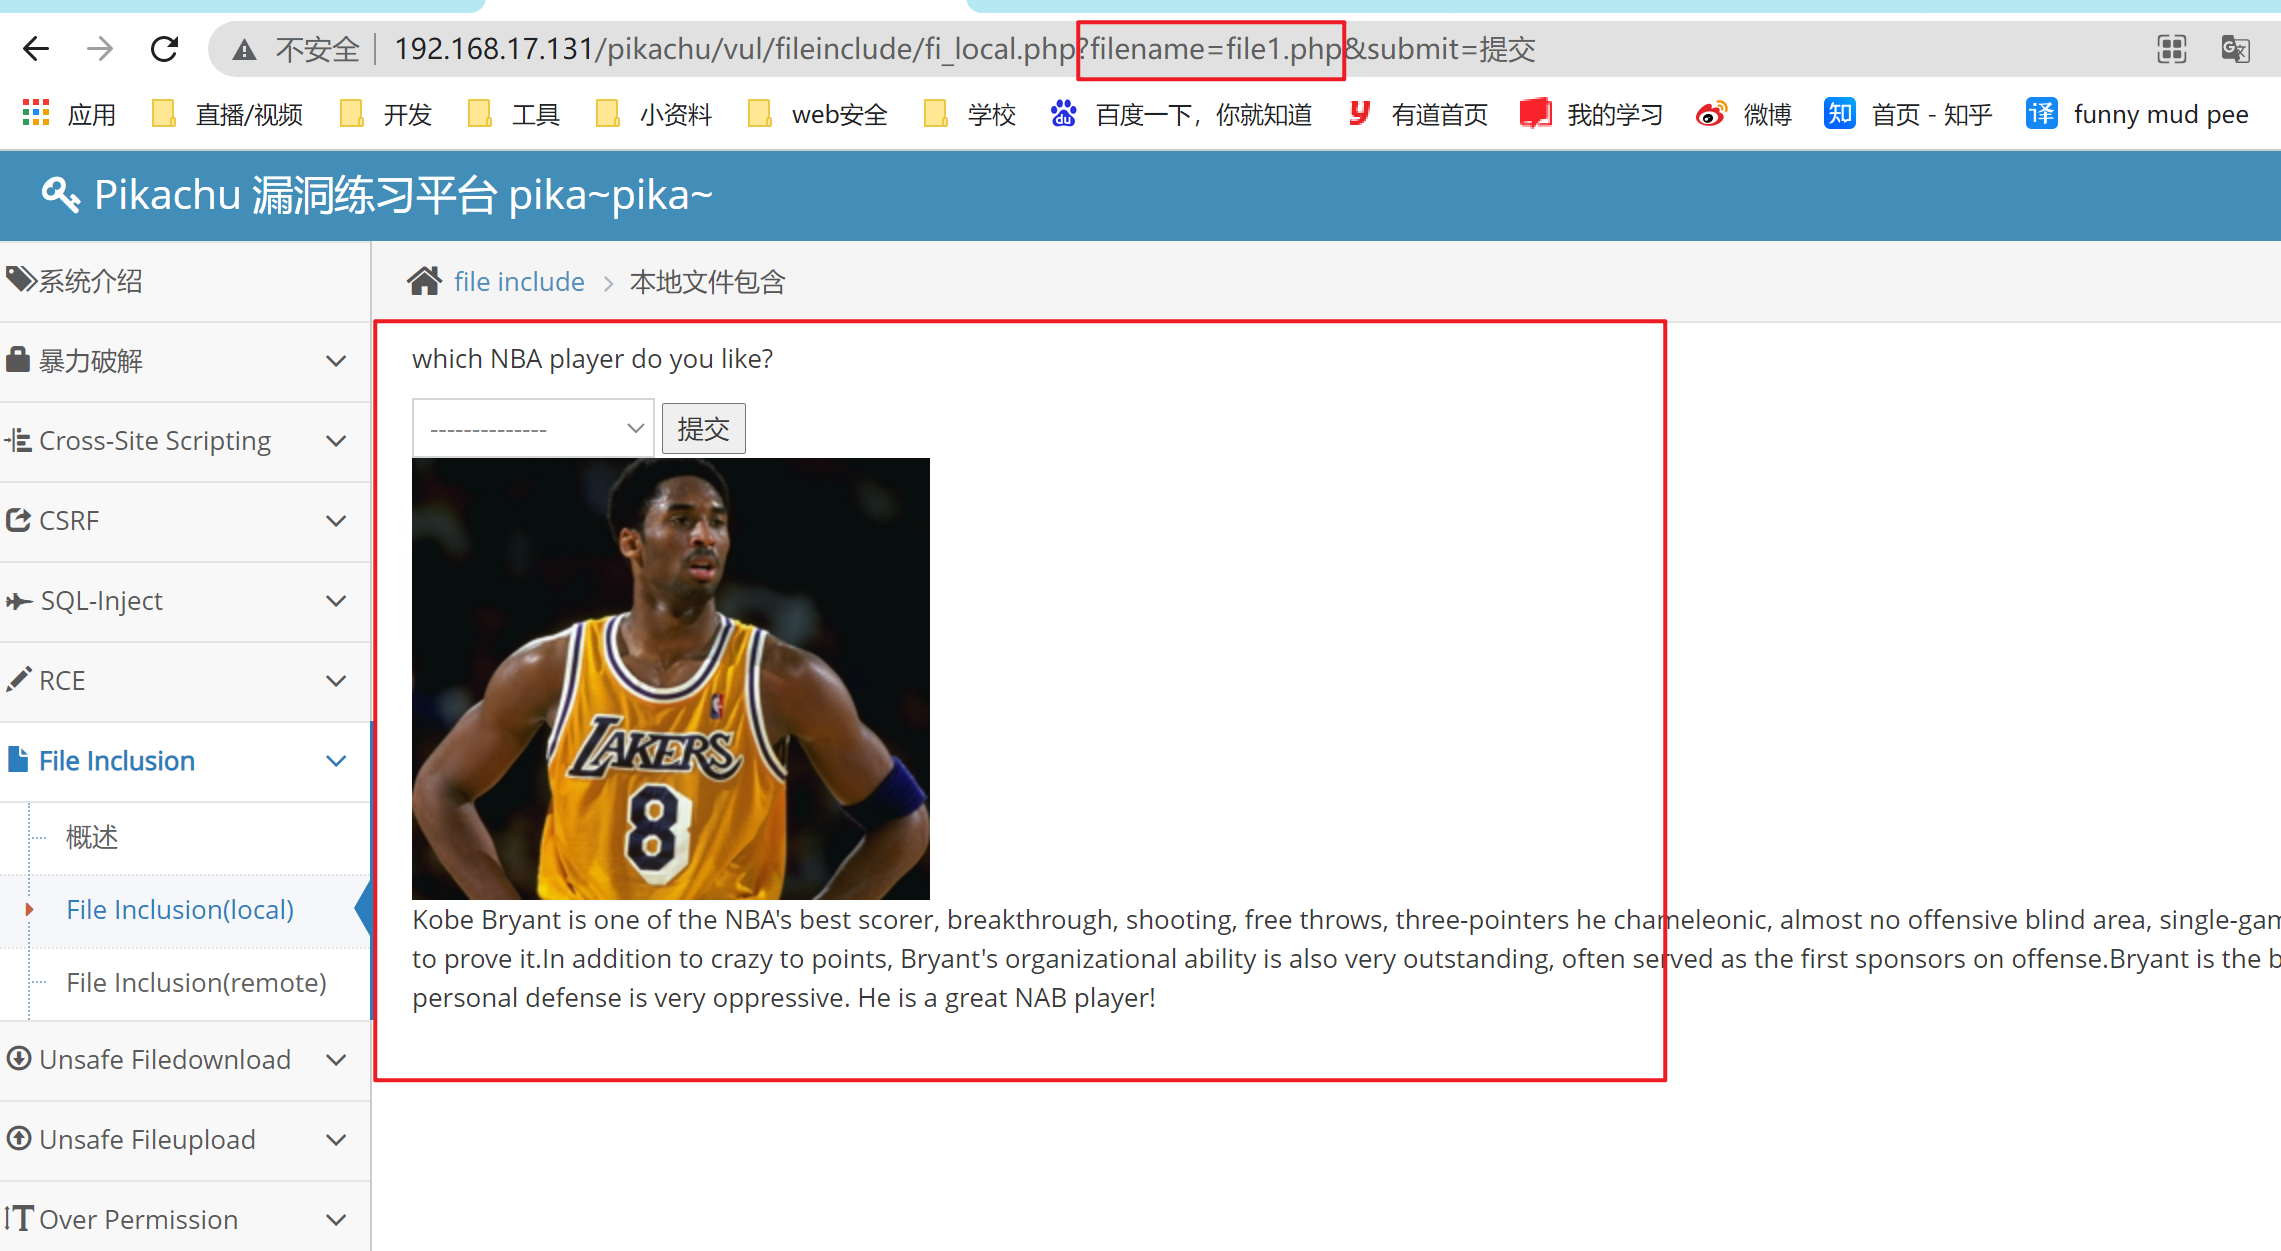 不安全 | 192.168.17.131/pikachu/vul/fileinclude/fi_local.php?filename=file1.php&submit=提交
应用 直播/视频 开发 工具 小资料 web安全 学校 百度一下，你就知道 有道首页 我的学习 微博 知 首页 - 知乎 译 funny mud pee
Pikachu 漏洞练习平台 pika~pika~
系统介绍
暴力破解
Cross-Site Scripting
CSRF
SQL-Inject
RCE
File Inclusion
概述
File Inclusion(local)
File Inclusion(remote)
Unsafe Filedownload
Unsafe Fileupload
Over Permission
file include > 本地文件包含
which NBA player do you like?
-------------- 提交
LAKERS
8
Kobe Bryant is one of the NBA's best scorer, breakthrough, shooting, free throws, three-pointers he chameleonic, almost no offensive blind area, single-gam
to prove it.In addition to crazy to points, Bryant's organizational ability is also very outstanding, often served as the first sponsors on offense.Bryant is the b
personal defense is very oppressive. He is a great NAB player!